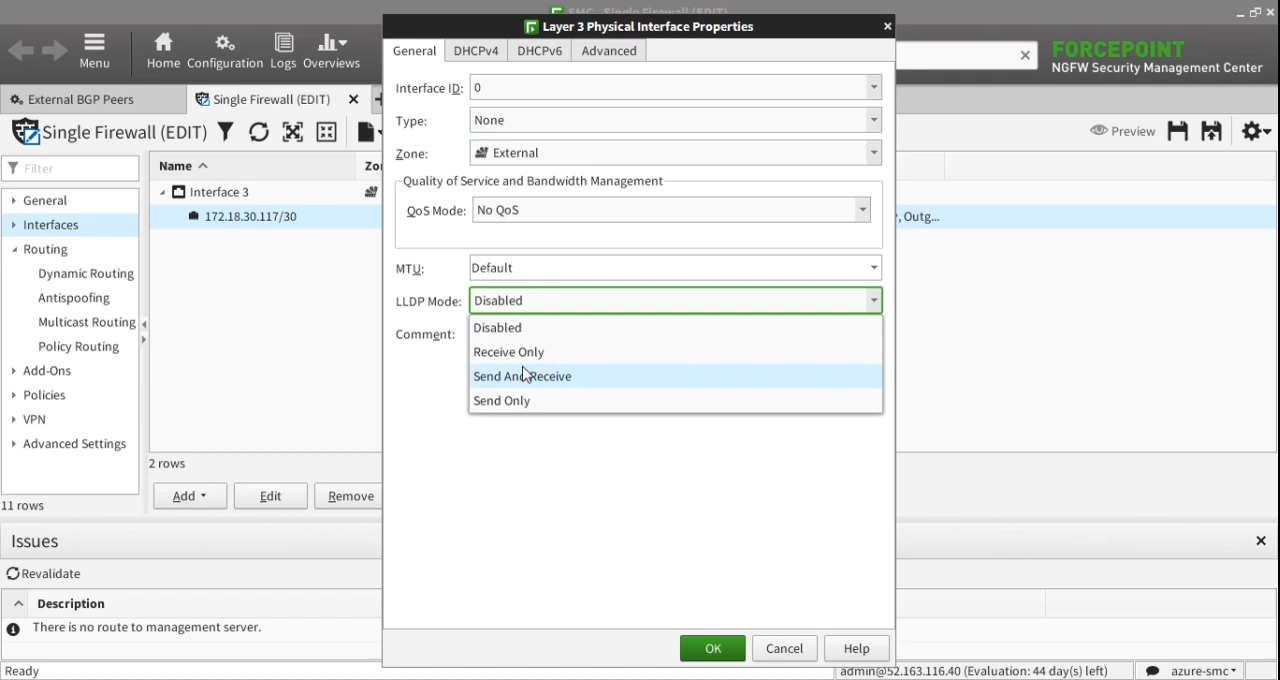 SMC - Single Firewall (EDIT)
Layer 3 Physical Interface Properties
General DHCPv4 DHCPv6 Advanced
Menu Home Configuration Logs Overviews
FORCEPOINT
NGFW Security Management Center
External BGP Peers
Single Firewall (EDIT)
Single Firewall (EDIT)
Preview
Filter
General
Interfaces
Routing
Dynamic Routing
Antispoofing
Multicast Routing
Policy Routing
Add-Ons
Policies
VPN
Advanced Settings
11 rows
Name Zo
Interface 3
172.18.30.117/30
, Outg...
2 rows
Add Edit Remove
Interface ID: 0
Type: None
Zone: External
Quality of Service and Bandwidth Management
QoS Mode: No QoS
MTU: Default
LLDP Mode: Disabled
Comment:
Disabled
Receive Only
Send And Receive
Send Only
OK Cancel Help
Issues
Revalidate
Description
There is no route to management server.
Ready
admin@52.163.116.40 (Evaluation: 44 day(s) left)
azure-smc